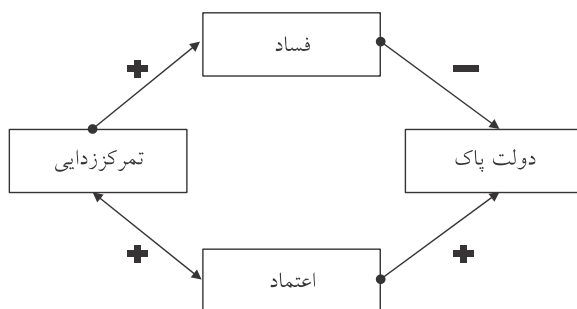 فساد
+
−
دولت پاک
تمرکززدایی
+
+
اعتماد